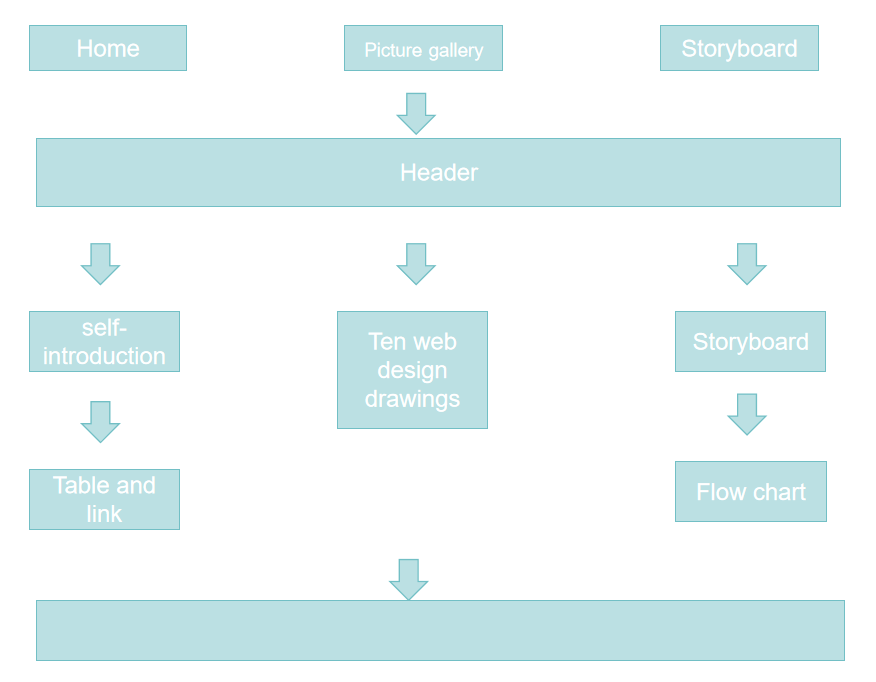 Home
Picture gallery
Storyboard
Header
self-
introduction
Ten web
design
drawings
Storyboard
Table and
link
Flow chart